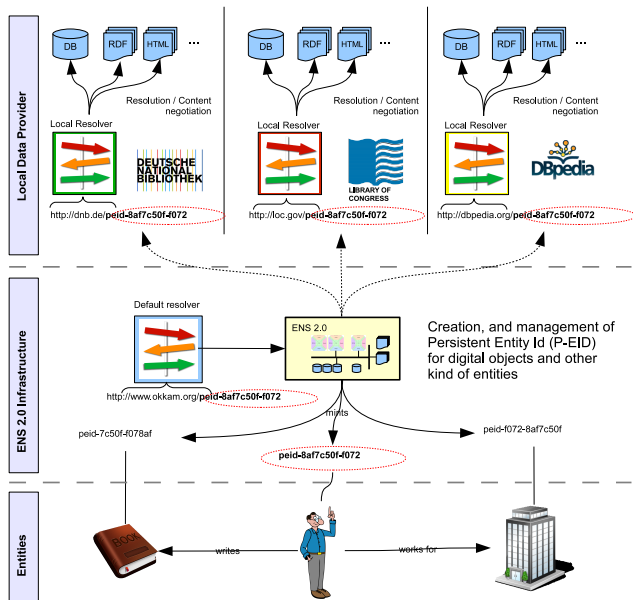 Local Data Provider
DB
RDF
HTML
...
DB
RDF
HTML
...
DB
RDF
HTML
...
Resolution / Content
negotiation
Resolution / Content
negotiation
Resolution / Content
negotiation
Local Resolver
Local Resolver
Local Resolver
DEUTSCHE
NATIONAL
BIBLIOTHEK
LIBRARY OF
CONGRESS
DBpedia
http://dnb.de/peid-8af7c50f-f072
http://loc.gov/peid-8af7c50f-f072
http://dbpedia.org/peid-8af7c50f-f072
ENS 2.0 Infrastructure
Default resolver
ENS 2.0
Creation, and management of
Persistent Entity Id (P-EID)
for digital objects and other
kind of entities
http://www.okkam.org/peid-8af7c50f-f072
mints
peid-7c50f-f078af
peid-8af7c50f-f072
peid-f072-8af7c50f
Entities
BOOK
writes
works for